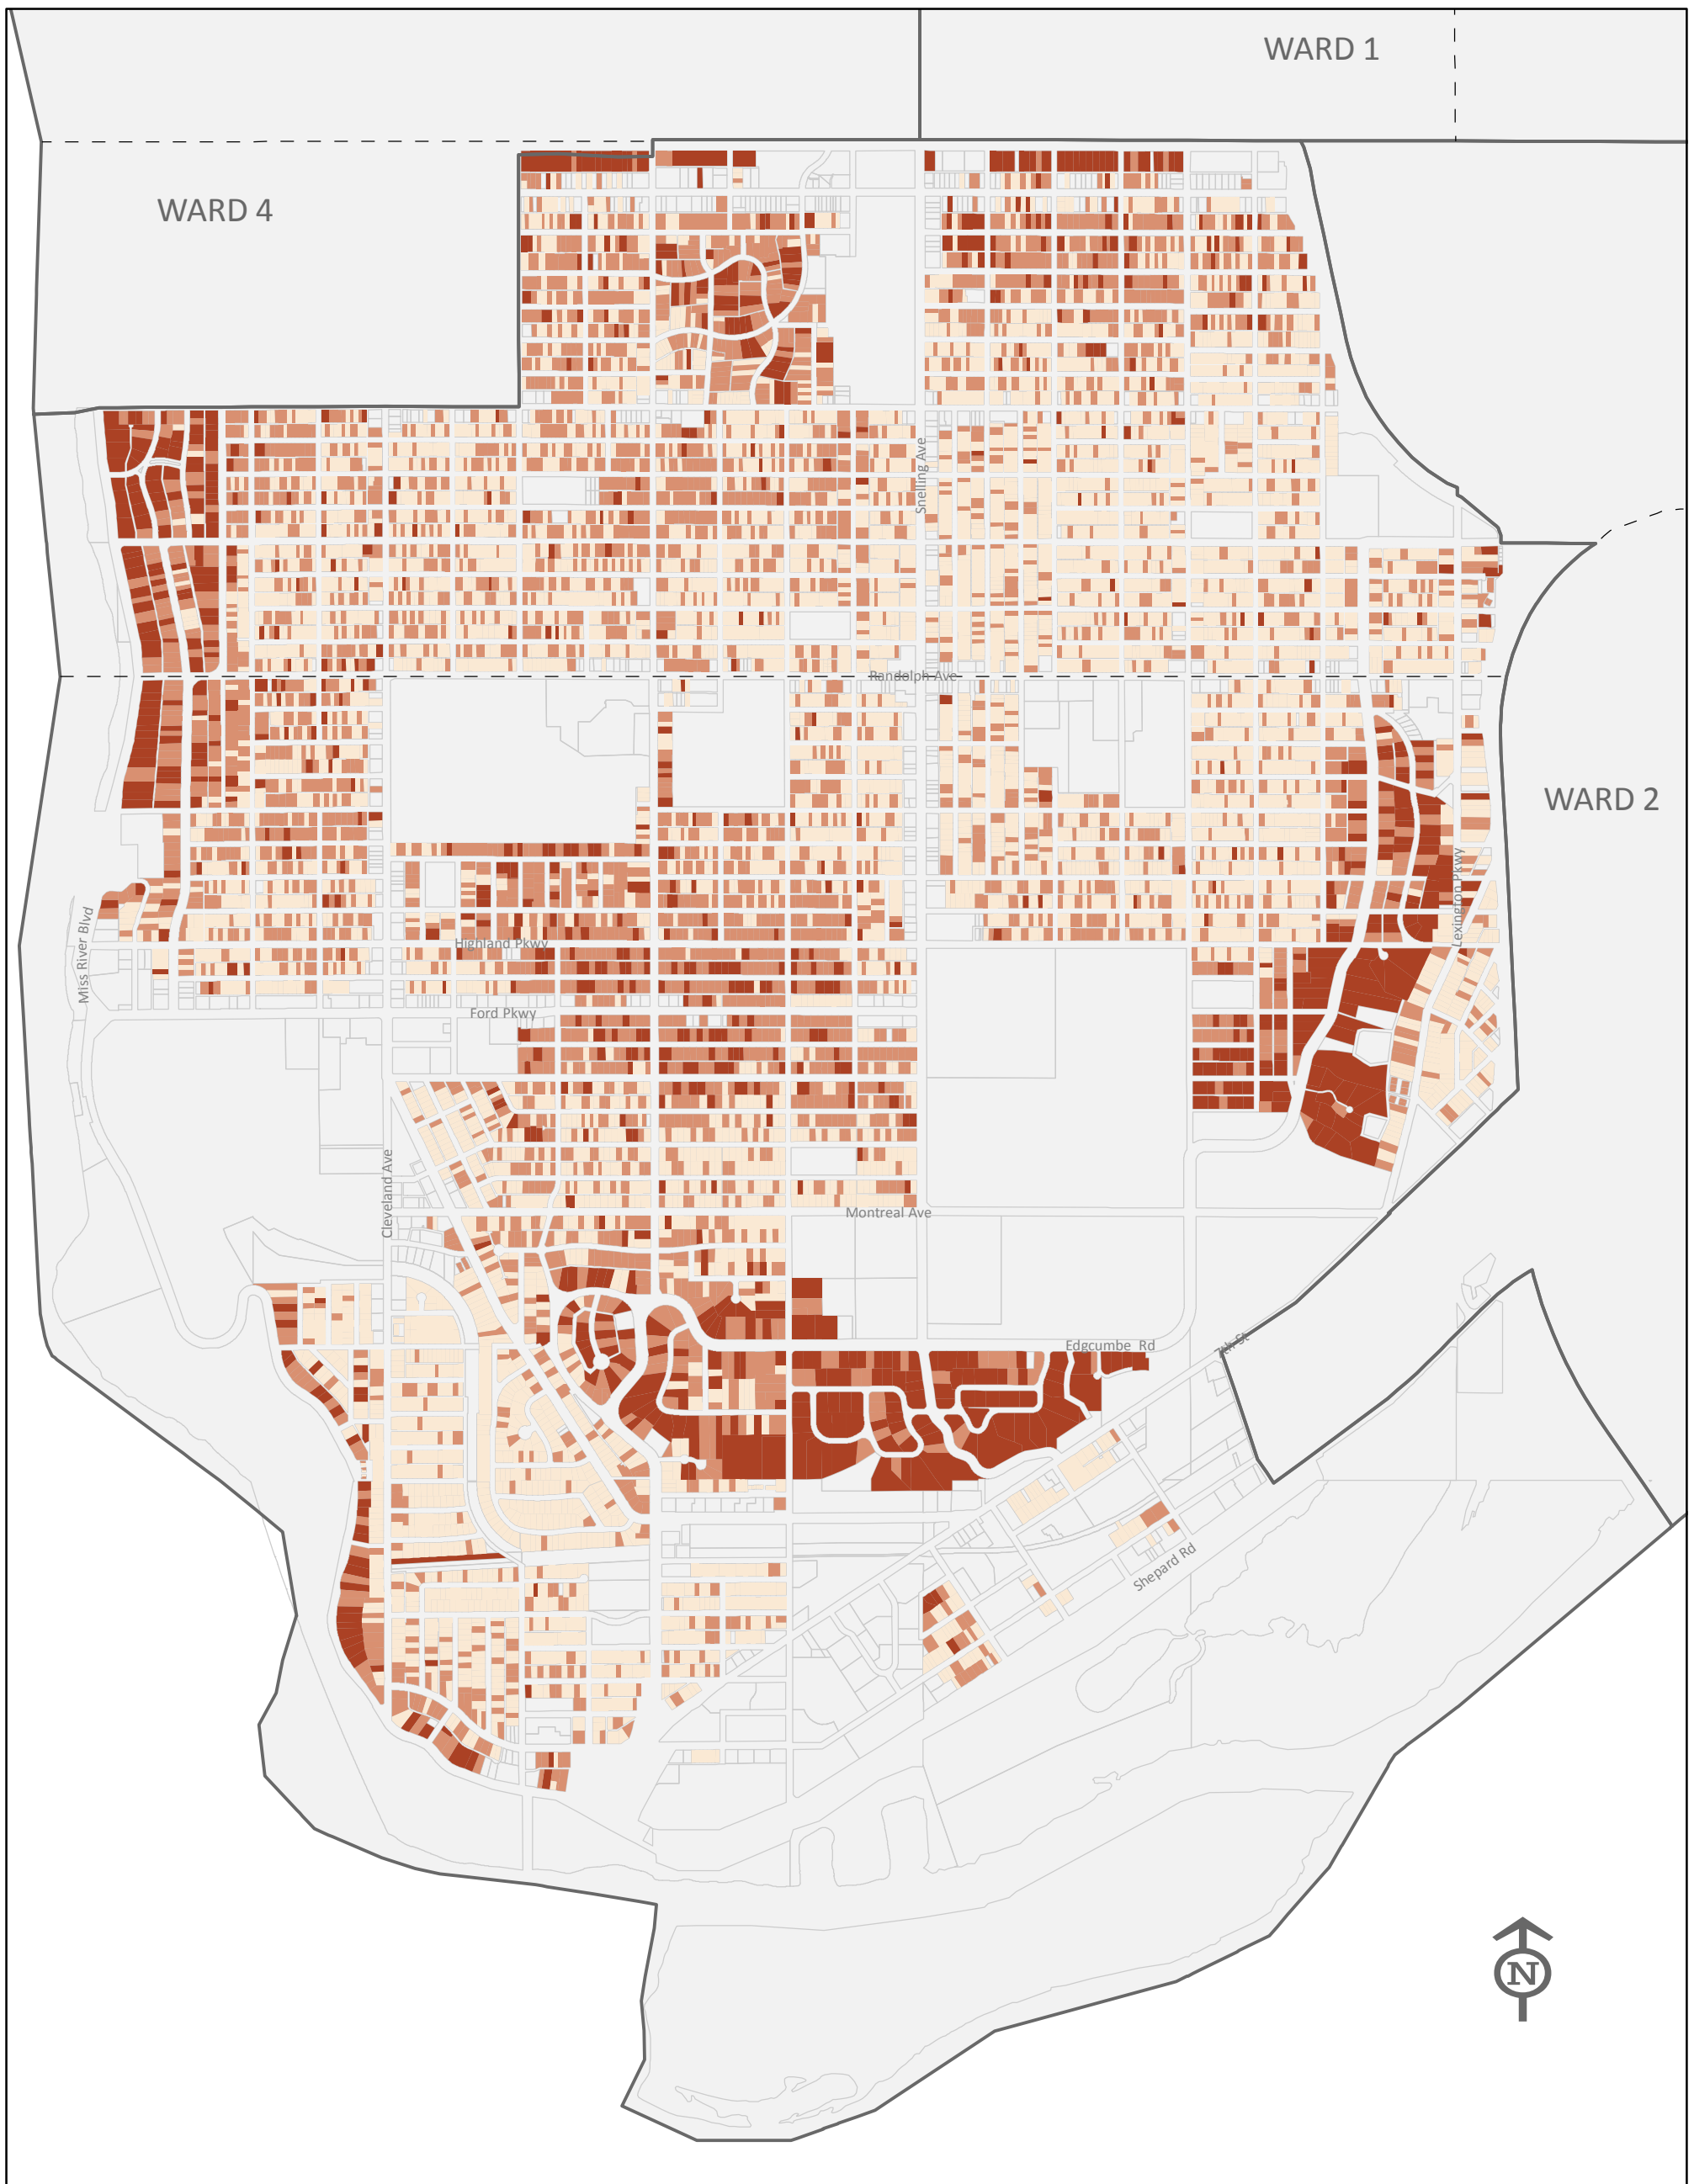 WARD 1
WARD 4
Snelling Ave
Randolph Ave
WARD 2
Lexington Pkwy
Miss River Blvd
Highland Pkwy
Ford Pkwy
Cleveland Ave
Montreal Ave
Edgcumbe Rd
7th St
Shepard Rd
N